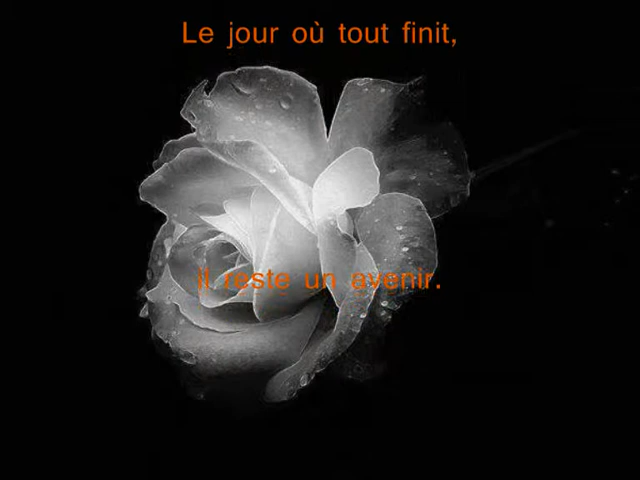 Le jour où tout finit,
il reste un avenir.